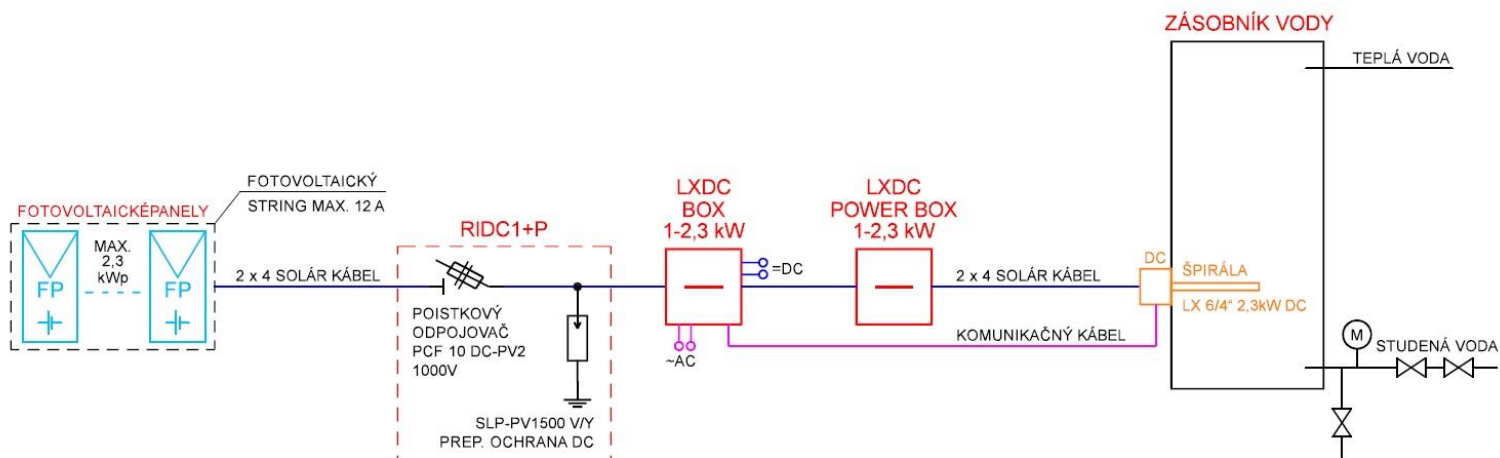 ZÁSOBNÍK VODY
TEPLÁ VODA
FOTOVOLTAICKÝ
STRING MAX. 12 A
FOTOVOLTAICKÉPANELY
MAX.
2,3
kWp
FP
FP
2 x 4 SOLÁR KÁBEL
RIDC1+P
POISTKOVÝ
ODPOJOVAČ
PCF 10 DC-PV2
1000V
SLP-PV1500 V/Y
PREP. OCHRANA DC
LXDC
BOX
1-2,3 kW
=DC
~AC
LXDC
POWER BOX
1-2,3 kW
2 x 4 SOLÁR KÁBEL
KOMUNIKAČNÝ KÁBEL
DC
ŠPIRÁLA
LX 6/4“ 2,3kW DC
M
STUDENÁ VODA